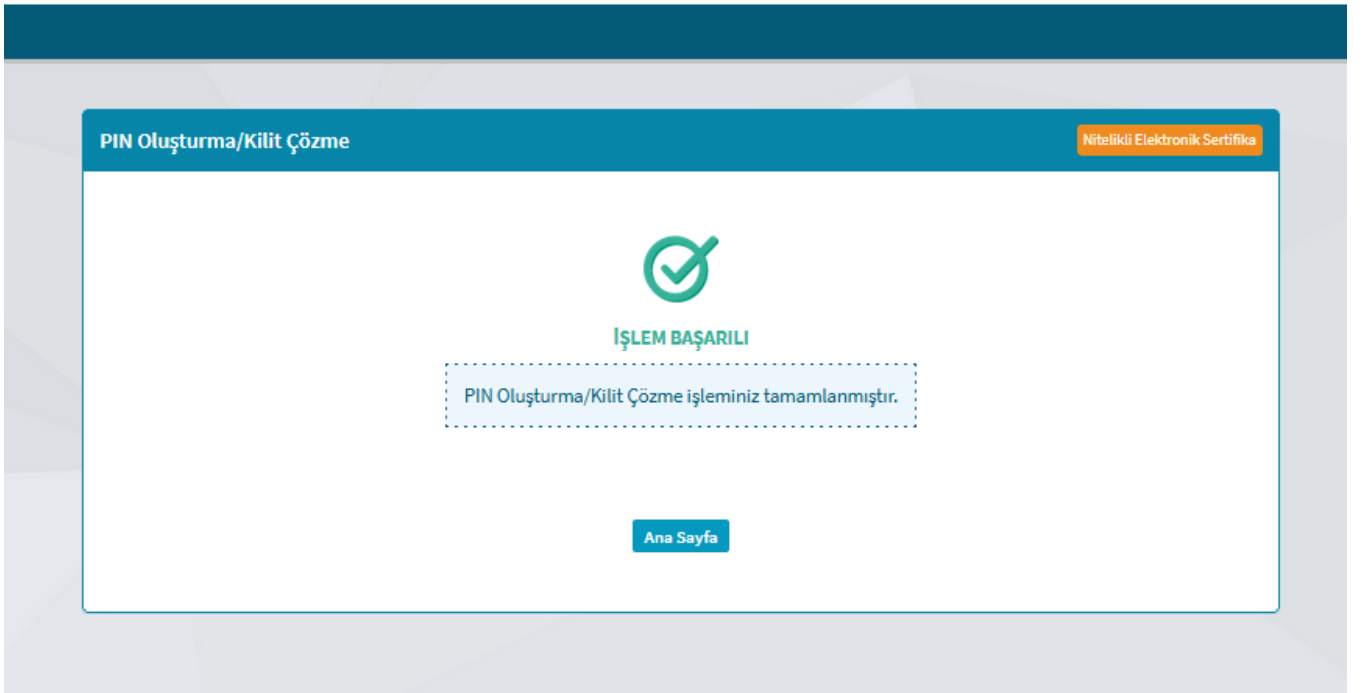 PIN Oluşturma/Kilit Çözme
Nitelikli Elektronik Sertifika
İŞLEM BAŞARILI
PIN Oluşturma/Kilit Çözme işleminiz tamamlanmıştır.
Ana Sayfa